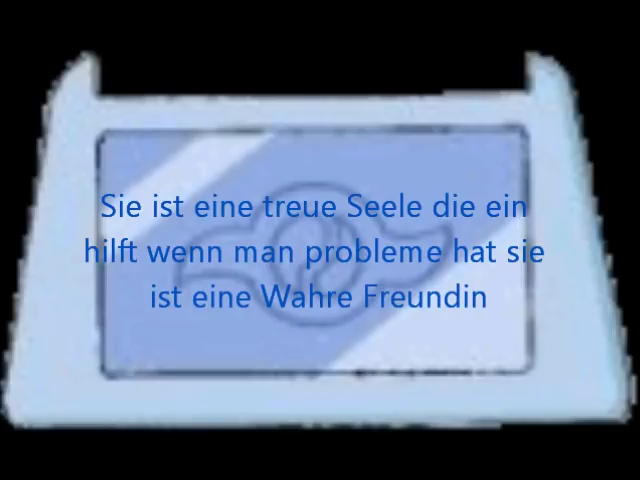 Sie ist eine treue Seele die ein
hilft wenn man probleme hat sie
ist eine Wahre Freundin